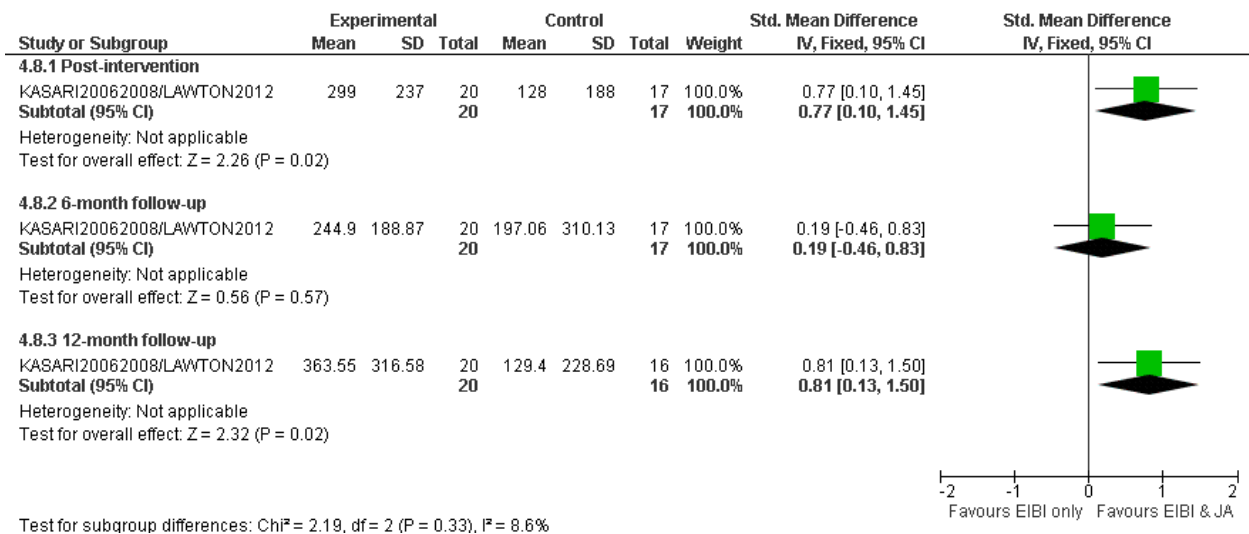 Experimental Control Std. Mean Difference Std. Mean Difference
Study or Subgroup Mean SD Total Mean SD Total Weight IV, Fixed, 95% CI IV, Fixed, 95% CI
4.8.1 Post-intervention
KASARI20062008/LAWTON2012 299 237 20 128 188 17 100.0% 0.77 [0.10, 1.45]
Subtotal (95% CI) 20 17 100.0% 0.77 [0.10, 1.45]
Heterogeneity: Not applicable
Test for overall effect: Z = 2.26 (P = 0.02)
4.8.2 6-month follow-up
KASARI20062008/LAWTON2012 244.9 188.87 20 197.06 310.13 17 100.0% 0.19 [-0.46, 0.83]
Subtotal (95% CI) 20 17 100.0% 0.19 [-0.46, 0.83]
Heterogeneity: Not applicable
Test for overall effect: Z = 0.56 (P = 0.57)
4.8.3 12-month follow-up
KASARI20062008/LAWTON2012 363.55 316.58 20 129.4 228.69 16 100.0% 0.81 [0.13, 1.50]
Subtotal (95% CI) 20 16 100.0% 0.81 [0.13, 1.50]
Heterogeneity: Not applicable
Test for overall effect: Z = 2.32 (P = 0.02)
-2 -1 0 1 2
Favours EIBI only Favours EIBI & JA
Test for subgroup differences: Chi² = 2.19, df = 2 (P = 0.33), I² = 8.6%